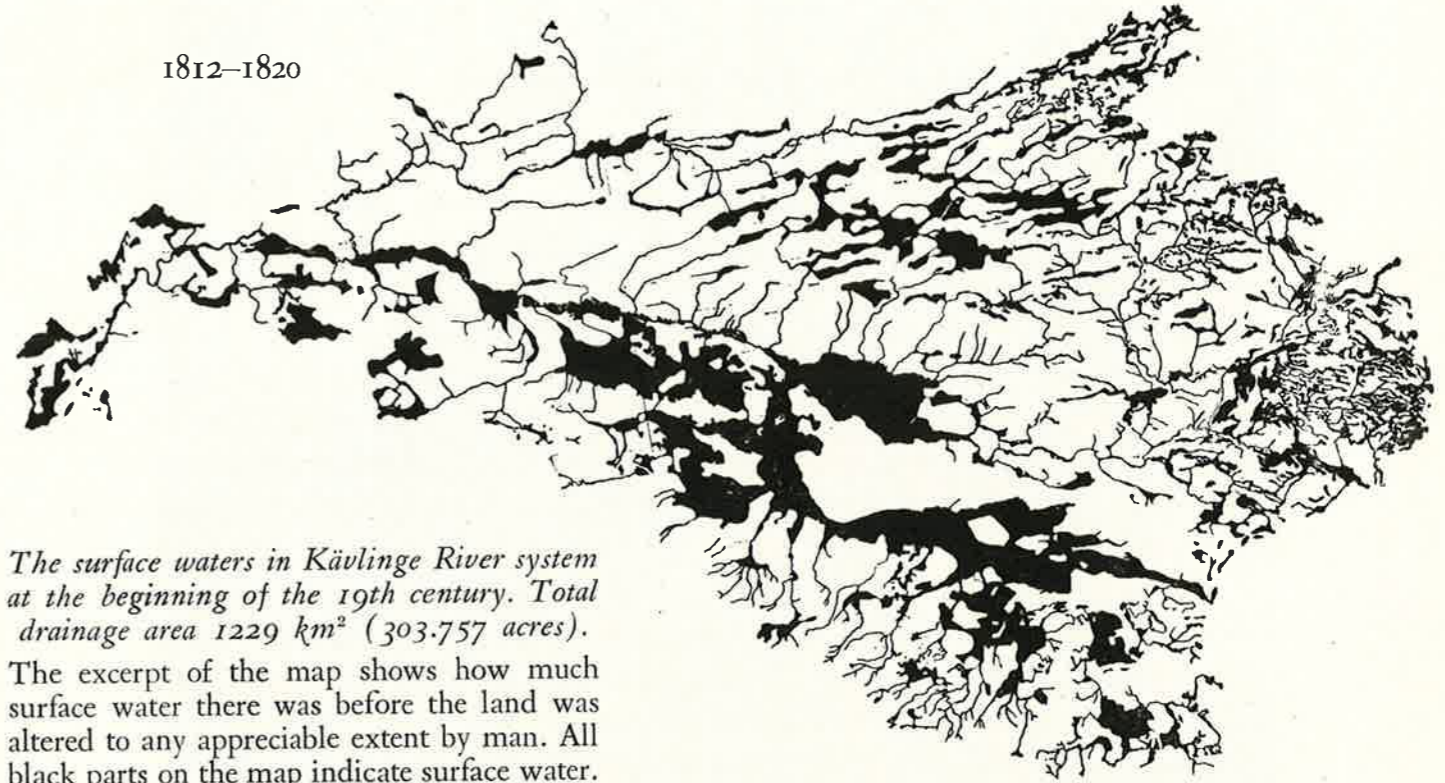 1812–1820
The surface waters in Kävlinge River system
at the beginning of the 19th century. Total
drainage area 1229 km² (303.757 acres).
The excerpt of the map shows how much
surface water there was before the land was
altered to any appreciable extent by man. All
black parts on the map indicate surface water.